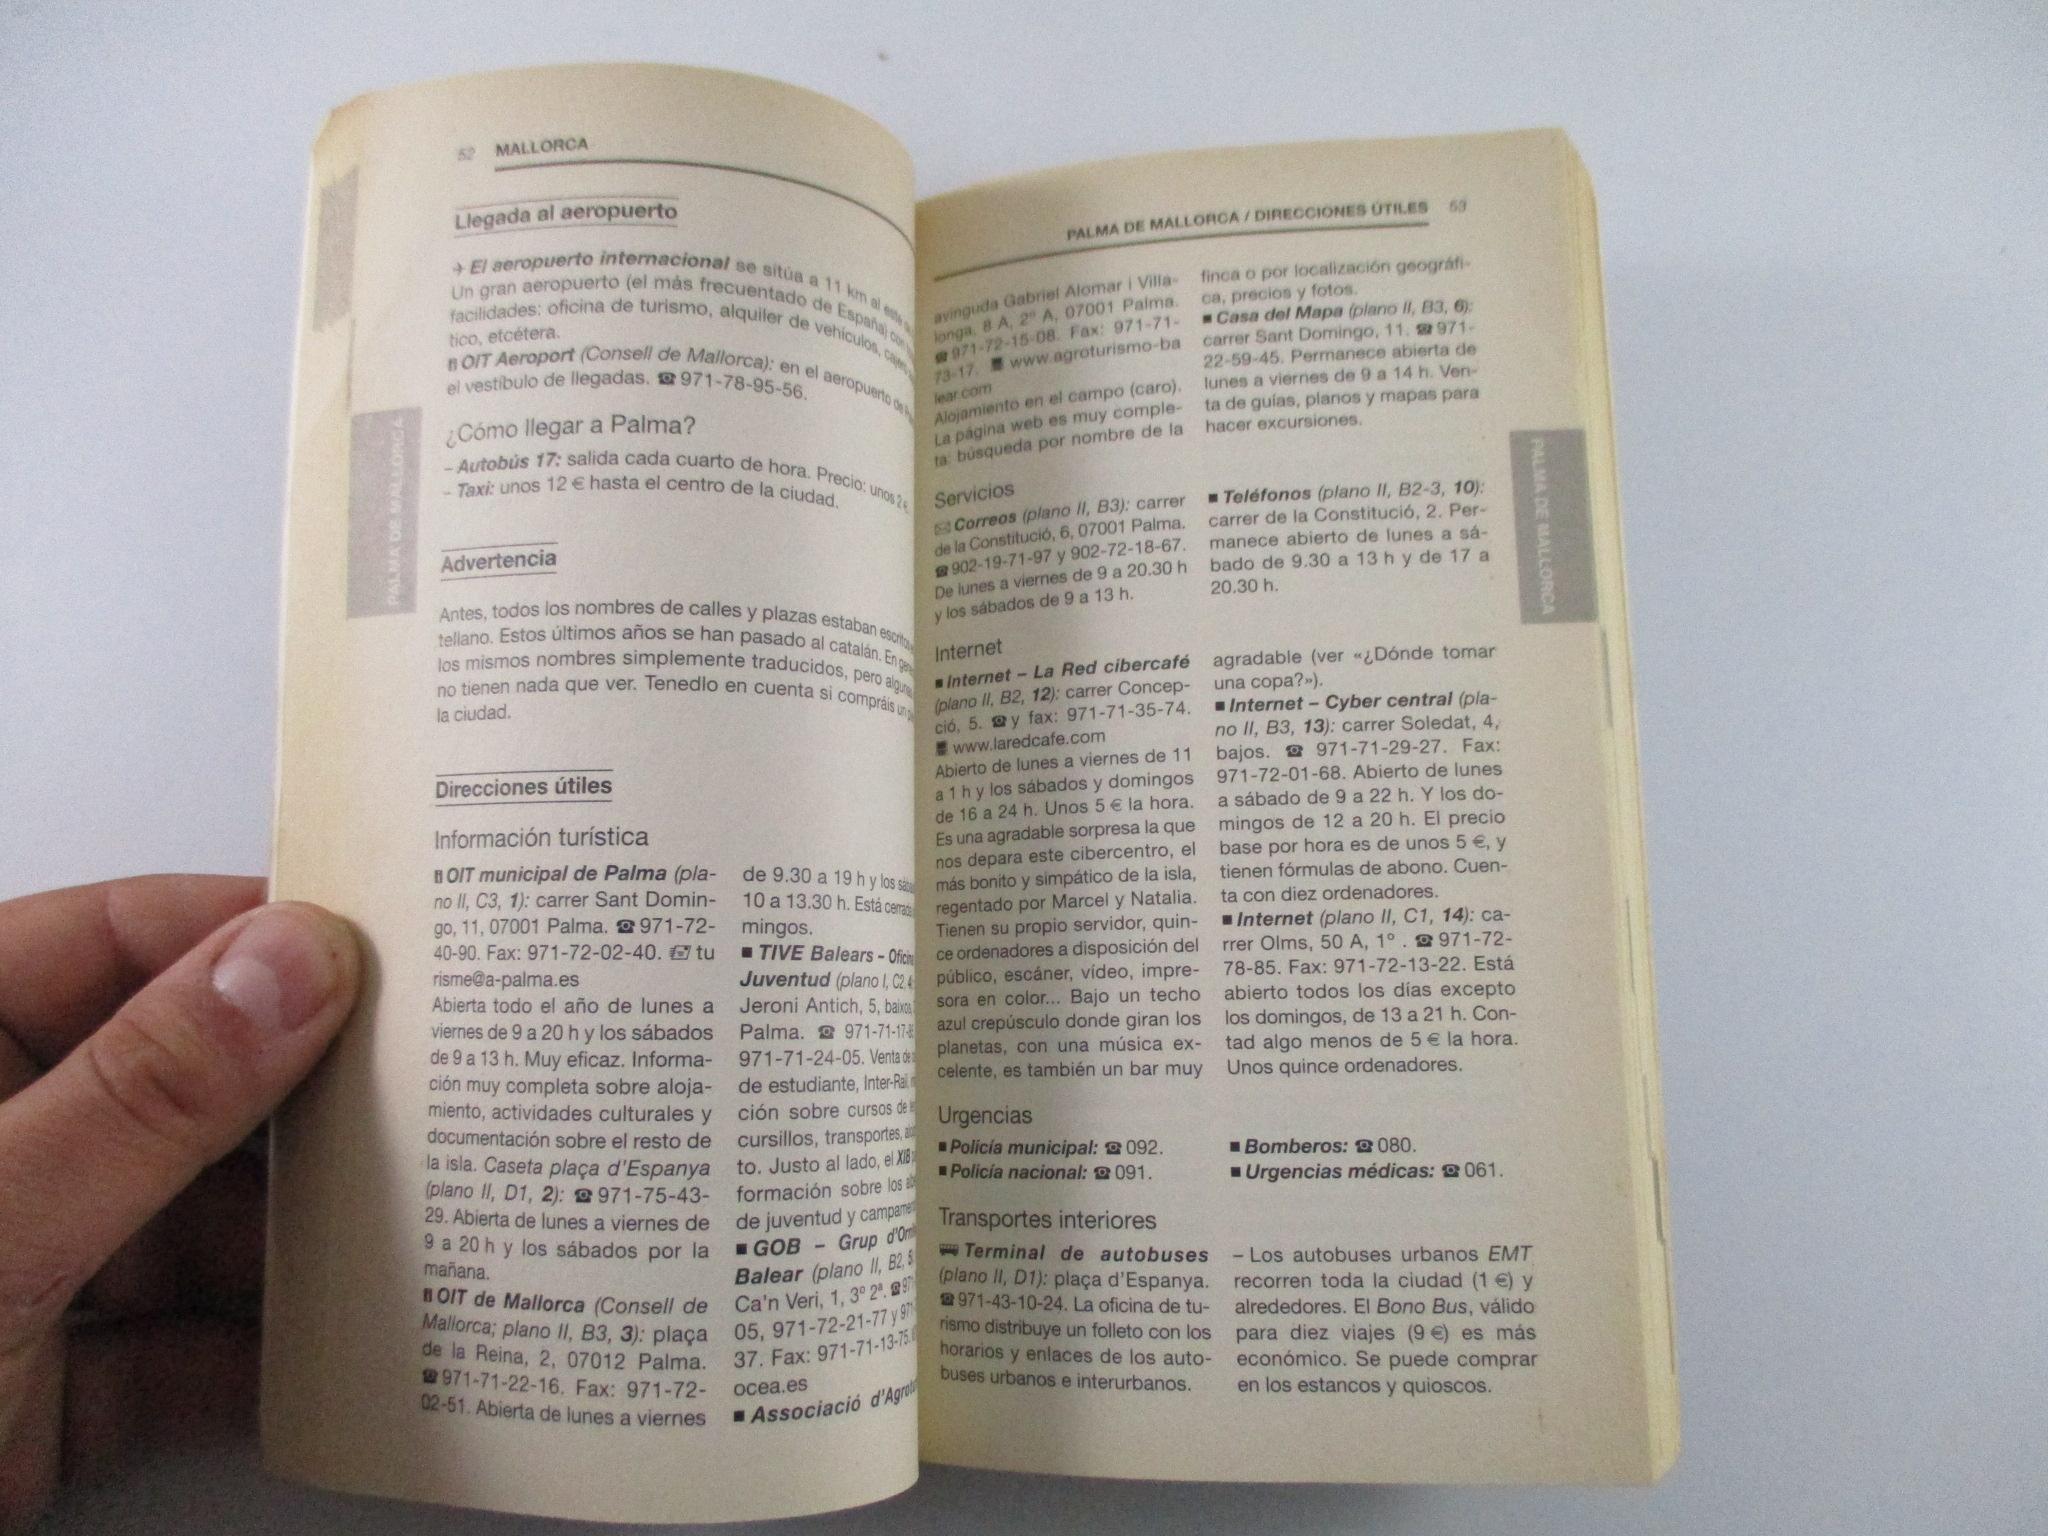 52 MALLORCA
Llegada al aeropuerto
✈ El aeropuerto internacional se sitúa a 11 km al este
Un gran aeropuerto (el más frecuentado de España) con
facilidades: oficina de turismo, alquiler de vehículos,
tico, etcétera.
OIT Aeroport (Consell de Mallorca): en el aeropuerto de
el vestíbulo de llegadas. ☎ 971-78-95-56.
¿Cómo llegar a Palma?
– Autobús 17: salida cada cuarto de hora. Precio: unos 2 €.
– Taxi: unos 12 € hasta el centro de la ciudad.
Advertencia
Antes, todos los nombres de calles y plazas estaban escritos
tellano. Estos últimos años se han pasado al catalán. En
los mismos nombres simplemente traducidos, pero
no tienen nada que ver. Tenedlo en cuenta si compráis un
la ciudad.
Direcciones útiles
Información turística
OIT municipal de Palma (pla-
no II, C3, 1): carrer Sant Domin-
go, 11, 07001 Palma. ☎ 971-72-
40-90. Fax: 971-72-02-40. tu
risme@a-palma.es
Abierta todo el año de lunes a
viernes de 9 a 20 h y los sábados
de 9 a 13 h. Muy eficaz. Informa-
ción muy completa sobre aloja-
miento, actividades culturales y
documentación sobre el resto de
la isla. Caseta plaça d'Espanya
(plano II, D1, 2): ☎ 971-75-43-
29. Abierta de lunes a viernes de
9 a 20 h y los sábados por la
mañana.
OIT de Mallorca (Consell de
Mallorca; plano II, B3, 3): plaça
de la Reina, 2, 07012 Palma.
☎ 971-71-22-16. Fax: 971-72-
02-51. Abierta de lunes a viernes
de 9.30 a 19 h y los
10 a 13.30 h. Está
mingos.
■ TIVE Balears –
Juventud (plano I, C2,
Jeroni Antich, 5, baixos,
Palma. ☎ 971-71-17-
971-71-24-05. Venta de
de estudiante, Inter-Rail,
ción sobre cursos de
cursillos, transportes,
to. Justo al lado, el XIB
formación sobre los
de juventud y
■ GOB – Grup
Balear (plano II, B2,
Ca'n Veri, 1, 3º 2ª. ☎
05, 971-72-21-77 y
37. Fax: 971-71-13-75.
ocea.es
■ Associació
PALMA DE MALLORCA
PALMA DE MALLORCA / DIRECCIONES ÚTILES 53
avinguda Gabriel Alomar i Villa-
longa, 8 A, 2º A, 07001 Palma.
☎ 971-72-15-08. Fax: 971-71-
73-17. www.agroturismo-ba
lear.com
Alojamiento en el campo (caro).
La página web es muy comple-
ta: búsqueda por nombre de la
finca o por localización geográfi-
ca, precios y fotos.
■ Casa del Mapa (plano II, B3, 6):
carrer Sant Domingo, 11. ☎ 971-
22-59-45. Permanece abierta de
lunes a viernes de 9 a 14 h. Ven-
ta de guías, planos y mapas para
hacer excursiones.
Servicios
✉ Correos (plano II, B3): carrer
de la Constitució, 6, 07001 Palma.
☎ 902-19-71-97 y 902-72-18-67.
De lunes a viernes de 9 a 20.30 h
y los sábados de 9 a 13 h.
■ Teléfonos (plano II, B2-3, 10):
carrer de la Constitució, 2. Per-
manece abierto de lunes a sá-
bado de 9.30 a 13 h y de 17 a
20.30 h.
Internet
■ Internet – La Red cibercafé
(plano II, B2, 12): carrer Concep-
ció, 5. ☎ y fax: 971-71-35-74.
www.laredcafe.com
Abierto de lunes a viernes de 11
a 1 h y los sábados y domingos
de 16 a 24 h. Unos 5 € la hora.
Es una agradable sorpresa la que
nos depara este cibercentro, el
más bonito y simpático de la isla,
regentado por Marcel y Natalia.
Tienen su propio servidor, quin-
ce ordenadores a disposición del
público, escáner, vídeo, impre-
sora en color... Bajo un techo
azul crepúsculo donde giran los
planetas, con una música ex-
celente, es también un bar muy
agradable (ver «¿Dónde tomar
una copa?»).
■ Internet – Cyber central (pla-
no II, B3, 13): carrer Soledat, 4,
bajos. ☎ 971-71-29-27. Fax:
971-72-01-68. Abierto de lunes
a sábado de 9 a 22 h. Y los do-
mingos de 12 a 20 h. El precio
base por hora es de unos 5 €, y
tienen fórmulas de abono. Cuen-
ta con diez ordenadores.
■ Internet (plano II, C1, 14): ca-
rrer Olms, 50 A, 1º . ☎ 971-72-
78-85. Fax: 971-72-13-22. Está
abierto todos los días excepto
los domingos, de 13 a 21 h. Con-
tad algo menos de 5 € la hora.
Unos quince ordenadores.
Urgencias
■ Policía municipal: ☎ 092.
■ Policía nacional: ☎ 091.
■ Bomberos: ☎ 080.
■ Urgencias médicas: ☎ 061.
Transportes interiores
Terminal de autobuses
(plano II, D1): plaça d'Espanya.
☎ 971-43-10-24. La oficina de tu-
rismo distribuye un folleto con los
horarios y enlaces de los auto-
buses urbanos e interurbanos.
– Los autobuses urbanos EMT
recorren toda la ciudad (1 €) y
alrededores. El Bono Bus, válido
para diez viajes (9 €) es más
económico. Se puede comprar
en los estancos y quioscos.
PALMA DE MALLORCA